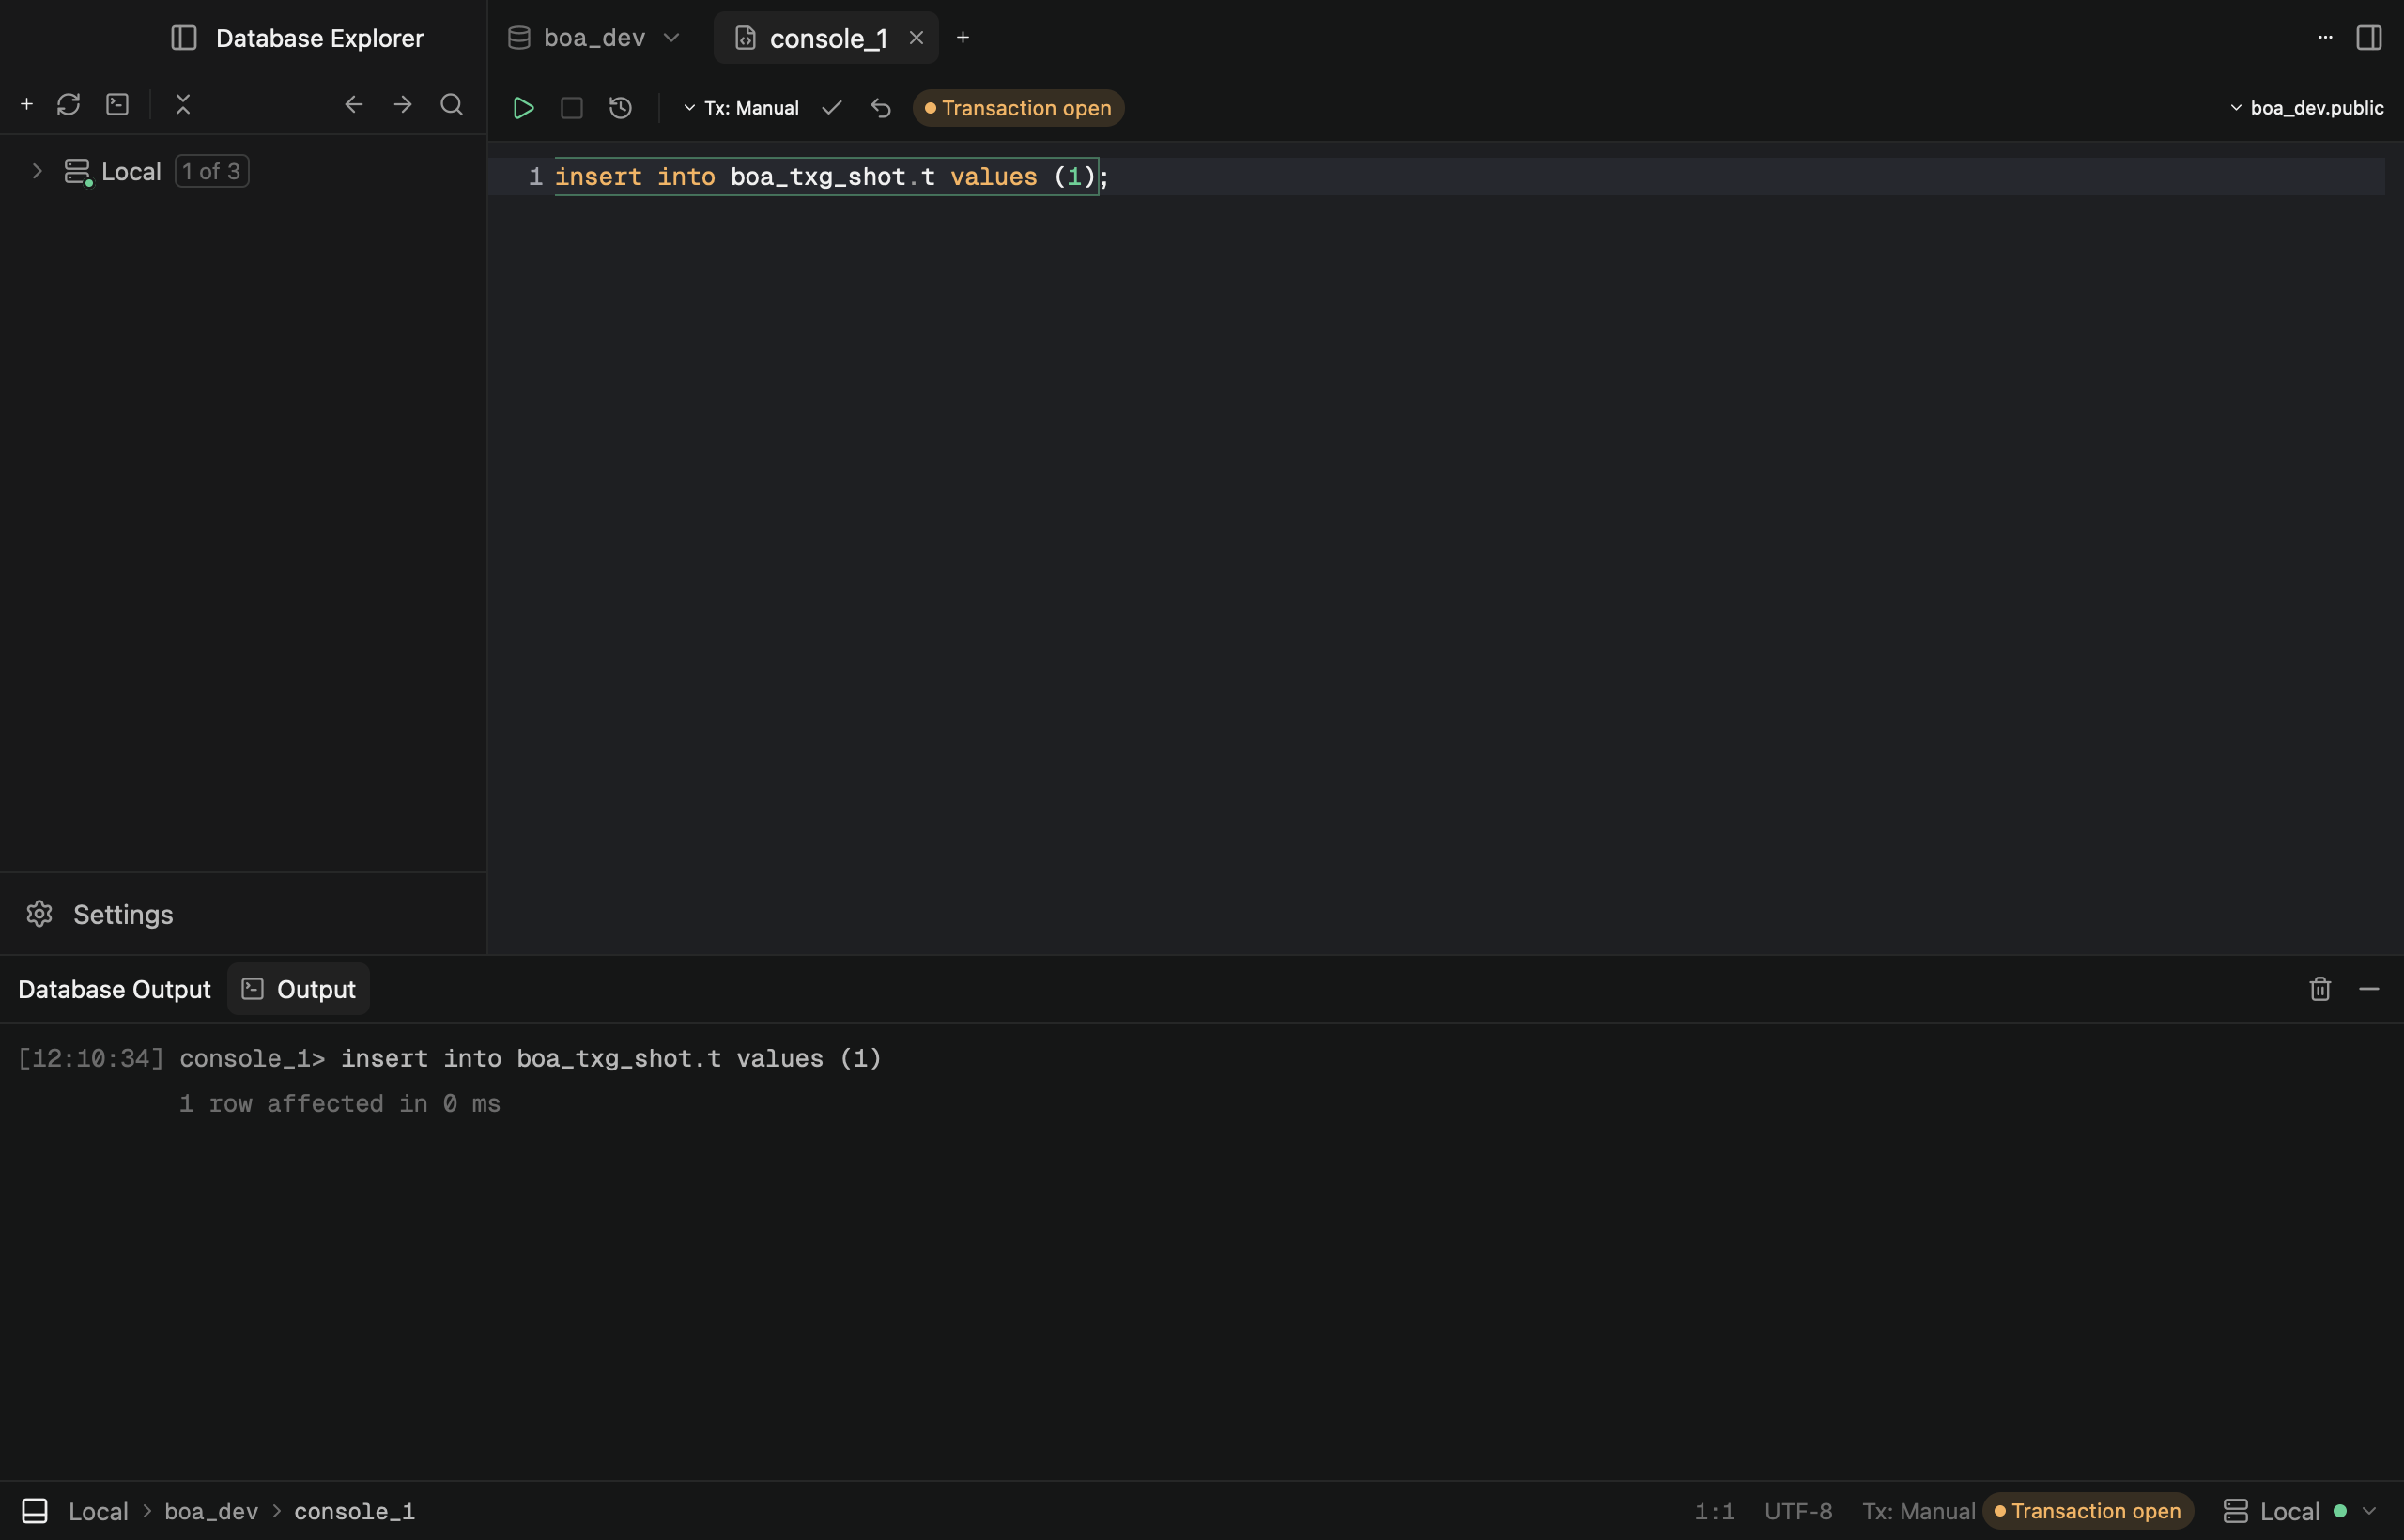 Database Explorer
boa_dev
console_1
Tx: Manual
Transaction open
boa_dev.public
Local 1 of 3
1 insert into boa_txg_shot.t values (1);
Settings
Database Output
Output
[12:10:34] console_1> insert into boa_txg_shot.t values (1)
1 row affected in 0 ms
Local > boa_dev > console_1
1:1 UTF-8 Tx: Manual Transaction open Local